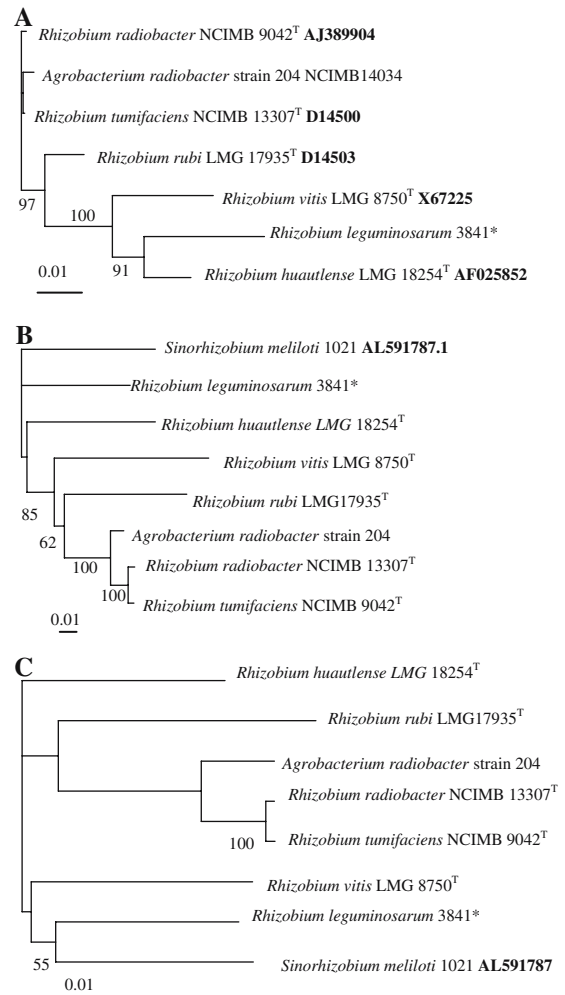 A
Rhizobium radiobacter NCIMB 9042T AJ389904
Agrobacterium radiobacter strain 204 NCIMB14034
Rhizobium tumifaciens NCIMB 13307T D14500
Rhizobium rubi LMG 17935T D14503
97
Rhizobium vitis LMG 8750T X67225
100
Rhizobium leguminosarum 3841*
91
Rhizobium huautlense LMG 18254T AF025852
0.01
B
Sinorhizobium meliloti 1021 AL591787.1
Rhizobium leguminosarum 3841*
Rhizobium huautlense LMG 18254T
Rhizobium vitis LMG 8750T
85
Rhizobium rubi LMG17935T
62
Agrobacterium radiobacter strain 204
100
Rhizobium radiobacter NCIMB 13307T
100
Rhizobium tumifaciens NCIMB 9042T
0.01
C
Rhizobium huautlense LMG 18254T
Rhizobium rubi LMG17935T
Agrobacterium radiobacter strain 204
Rhizobium radiobacter NCIMB 13307T
100
Rhizobium tumifaciens NCIMB 9042T
Rhizobium vitis LMG 8750T
Rhizobium leguminosarum 3841*
55
Sinorhizobium meliloti 1021 AL591787
0.01